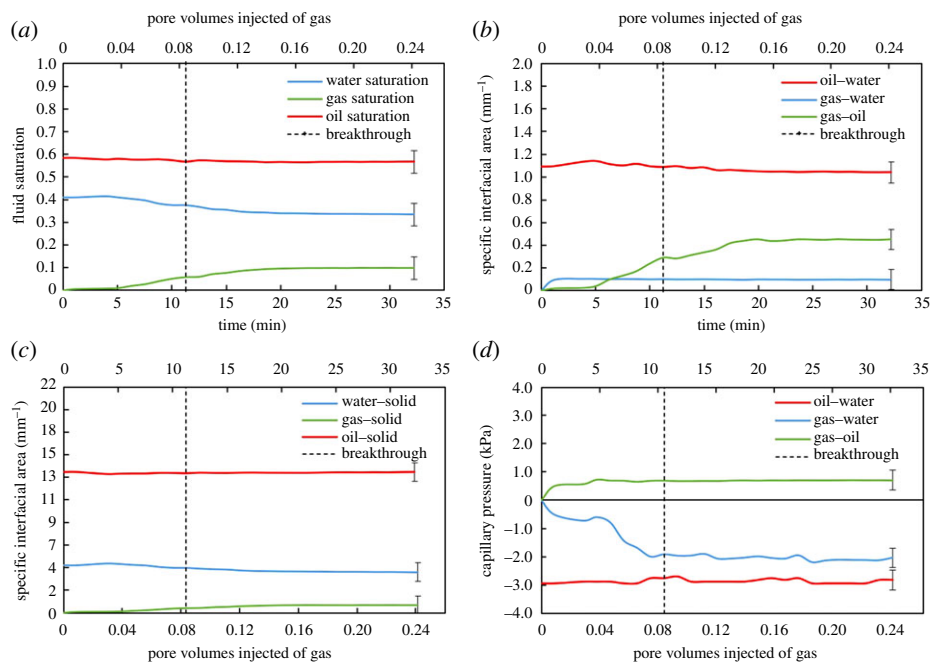 pore volumes injected of gas
pore volumes injected of gas
(a)
(b)
0 0.04 0.08 0.12 0.16 0.20 0.24
0 0.04 0.08 0.12 0.16 0.20 0.24
1.0
0.9
0.8
0.7
0.6
0.5
0.4
0.3
0.2
0.1
0
fluid saturation
water saturation
gas saturation
oil saturation
breakthrough
0 5 10 15 20 25 30 35
time (min)
2.0
1.8
1.6
1.4
1.2
1.0
0.8
0.6
0.4
0.2
0
specific interfacial area (mm⁻¹)
oil–water
gas–water
gas–oil
breakthrough
0 5 10 15 20 25 30 35
time (min)
(c)
(d)
0 5 10 15 20 25 30 35
22
20
18
15
13
11
9
7
4
2
0
specific interfacial area (mm⁻¹)
water–solid
gas–solid
oil–solid
breakthrough
0 0.04 0.08 0.12 0.16 0.20 0.24
pore volumes injected of gas
0 5 10 15 20 25 30 35
4.0
3.0
2.0
1.0
0
–1.0
–2.0
–3.0
–4.0
capillary pressure (kPa)
oil–water
gas–water
gas–oil
breakthrough
0 0.04 0.08 0.12 0.16 0.20 0.24
pore volumes injected of gas